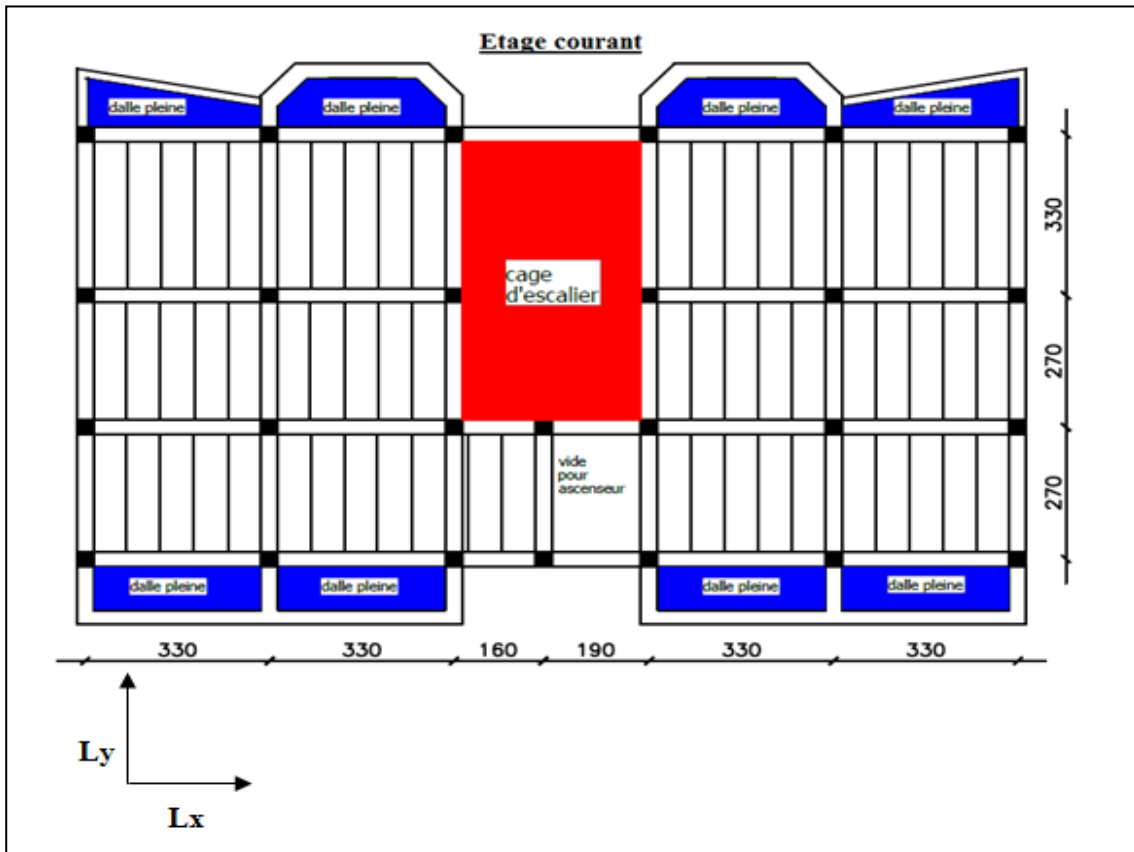 Etage courant
dalle pleine
dalle pleine
dalle pleine
dalle pleine
330
cage
d'escalier
270
vide
pour
ascenseur
270
dalle pleine
dalle pleine
dalle pleine
dalle pleine
330
330
160
190
330
330
Ly
Lx